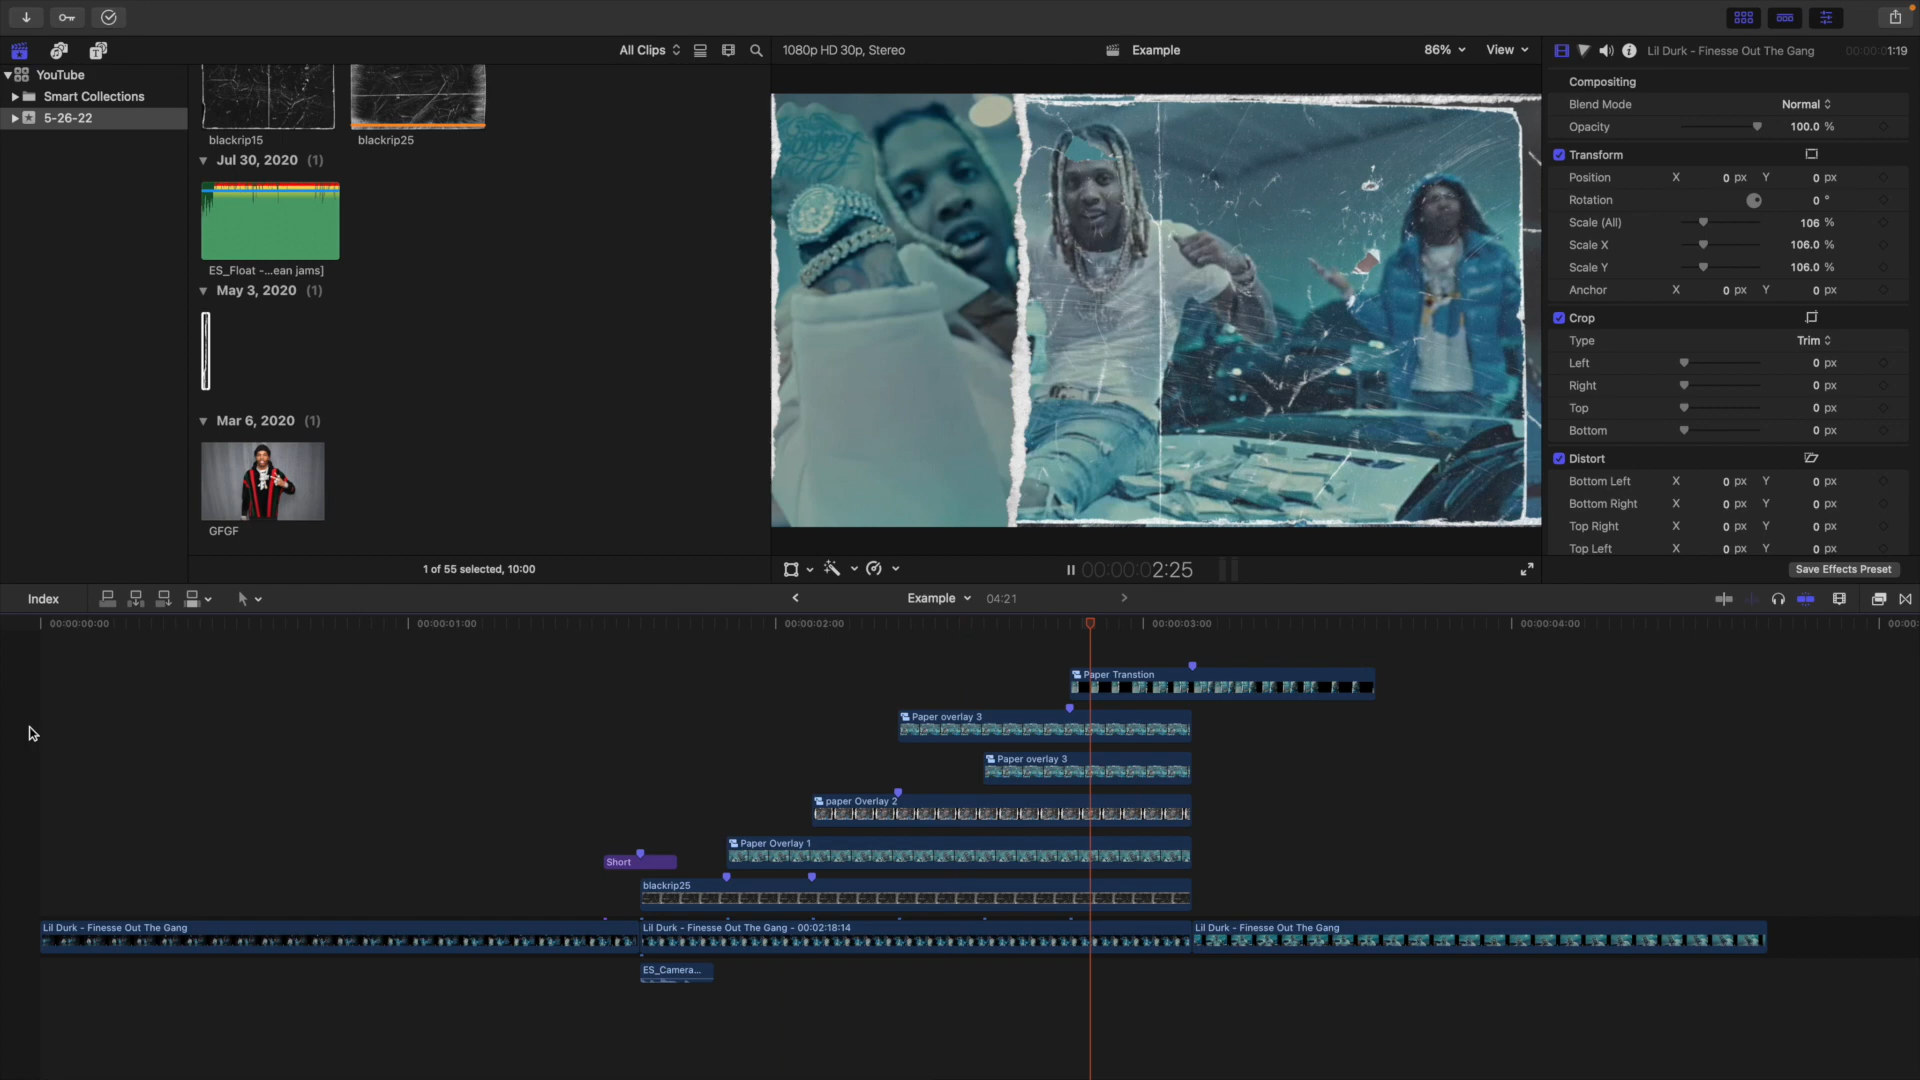 All Clips
1080p HD 30p, Stereo
Example
86%
View
Lil Durk - Finesse Out The Gang
00:00:01:19
YouTube
Smart Collections
5-26-22
blackrip15
blackrip25
Jul 30, 2020 (1)
ES_Float -...ean jams]
May 3, 2020 (1)
Mar 6, 2020 (1)
GFGF
1 of 55 selected, 10:00
00:00:02:25
Compositing
Blend Mode Normal
Opacity 100.0 %
Transform
Position X 0 px Y 0 px
Rotation 0 °
Scale (All) 106 %
Scale X 106.0 %
Scale Y 106.0 %
Anchor X 0 px Y 0 px
Crop
Type Trim
Left 0 px
Right 0 px
Top 0 px
Bottom 0 px
Distort
Bottom Left X 0 px Y 0 px
Bottom Right X 0 px Y 0 px
Top Right X 0 px Y 0 px
Top Left X 0 px Y 0 px
Save Effects Preset
Index
Example 04:21
00:00:00:00
00:00:01:00
00:00:02:00
00:00:03:00
00:00:04:00
00:00:
Paper Transtion
Paper overlay 3
Paper overlay 3
paper Overlay 2
Paper Overlay 1
Short
blackrip25
Lil Durk - Finesse Out The Gang
Lil Durk - Finesse Out The Gang - 00:02:18:14
Lil Durk - Finesse Out The Gang
ES_Camera...